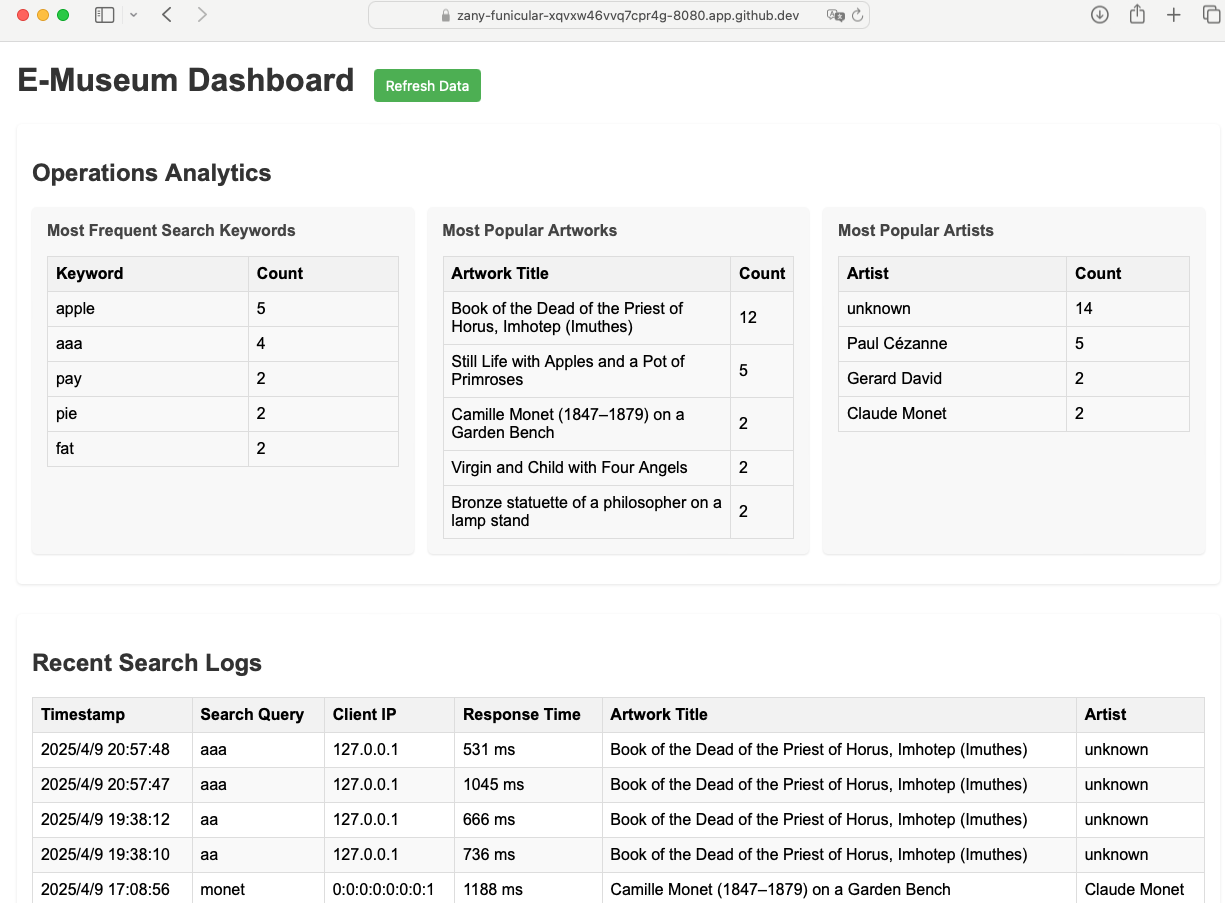 zany-funicular-xqvxw46vvq7cpr4g-8080.app.github.dev
E-Museum Dashboard
Refresh Data
Operations Analytics
Most Frequent Search Keywords
Keyword Count
apple 5
aaa 4
pay 2
pie 2
fat 2
Most Popular Artworks
Artwork Title Count
Book of the Dead of the Priest of
Horus, Imhotep (Imuthes) 12
Still Life with Apples and a Pot of
Primroses 5
Camille Monet (1847–1879) on a
Garden Bench 2
Virgin and Child with Four Angels 2
Bronze statuette of a philosopher on a
lamp stand 2
Most Popular Artists
Artist Count
unknown 14
Paul Cézanne 5
Gerard David 2
Claude Monet 2
Recent Search Logs
Timestamp Search Query Client IP Response Time Artwork Title Artist
2025/4/9 20:57:48 aaa 127.0.0.1 531 ms Book of the Dead of the Priest of Horus, Imhotep (Imuthes) unknown
2025/4/9 20:57:47 aaa 127.0.0.1 1045 ms Book of the Dead of the Priest of Horus, Imhotep (Imuthes) unknown
2025/4/9 19:38:12 aa 127.0.0.1 666 ms Book of the Dead of the Priest of Horus, Imhotep (Imuthes) unknown
2025/4/9 19:38:10 aa 127.0.0.1 736 ms Book of the Dead of the Priest of Horus, Imhotep (Imuthes) unknown
2025/4/9 17:08:56 monet 0:0:0:0:0:0:0:1 1188 ms Camille Monet (1847–1879) on a Garden Bench Claude Monet